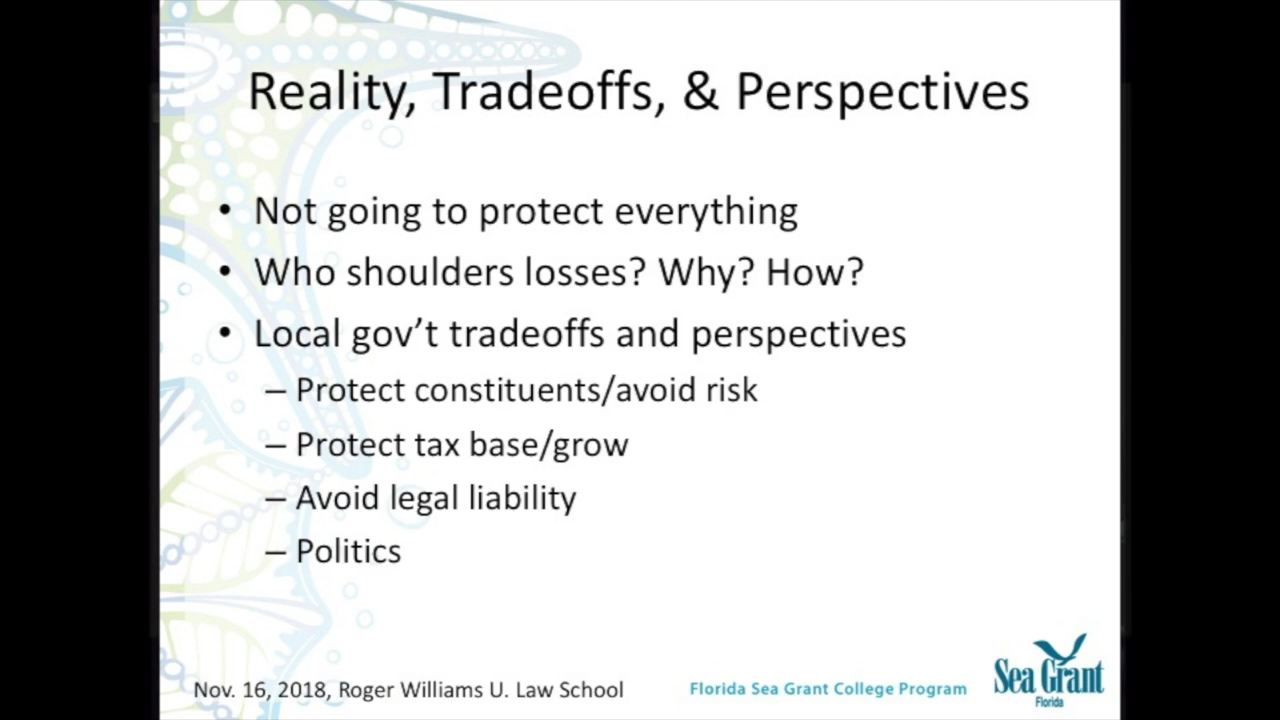 Reality, Tradeoffs, & Perspectives
• Not going to protect everything
• Who shoulders losses? Why? How?
• Local gov’t tradeoffs and perspectives
– Protect constituents/avoid risk
– Protect tax base/grow
– Avoid legal liability
– Politics
Nov. 16, 2018, Roger Williams U. Law School
Florida Sea Grant College Program
Sea Grant
Florida